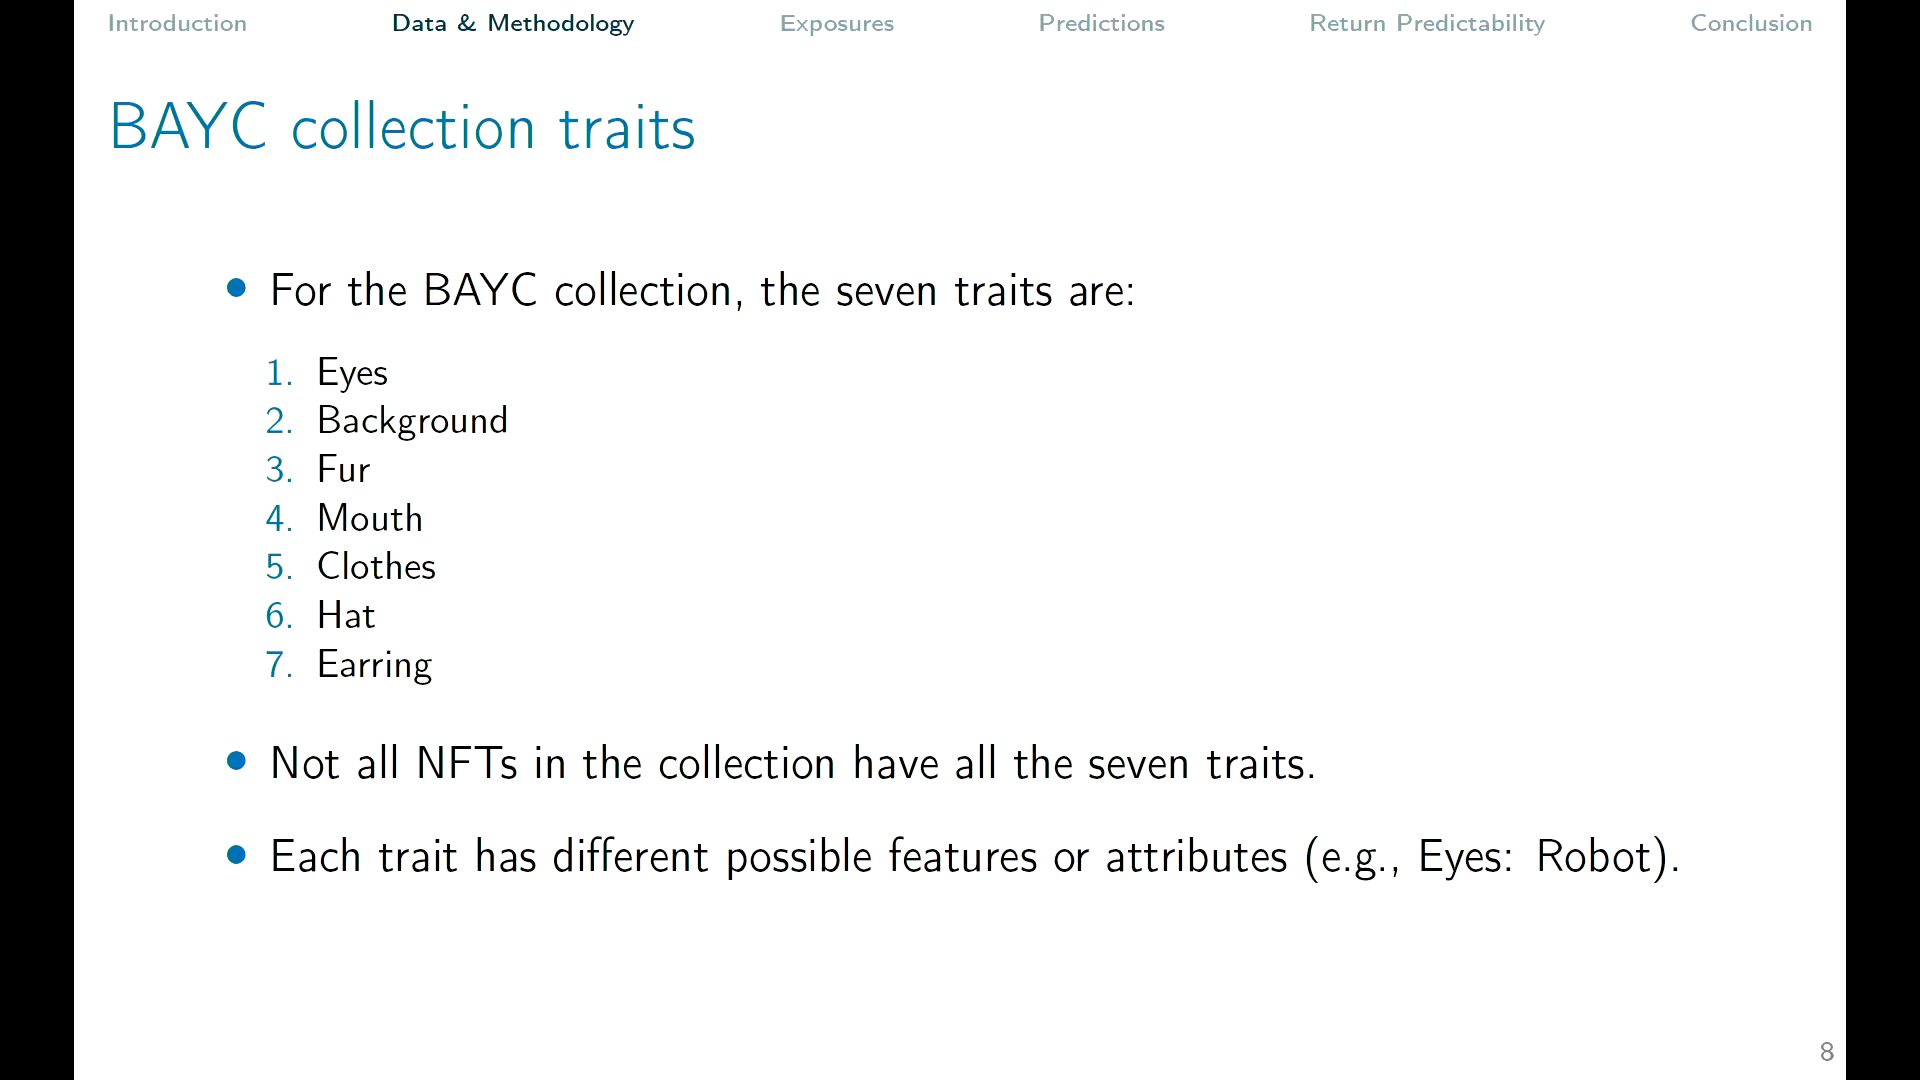 Introduction Data & Methodology Exposures Predictions Return Predictability Conclusion
BAYC collection traits
• For the BAYC collection, the seven traits are:
1. Eyes
2. Background
3. Fur
4. Mouth
5. Clothes
6. Hat
7. Earring
• Not all NFTs in the collection have all the seven traits.
• Each trait has different possible features or attributes (e.g., Eyes: Robot).
8